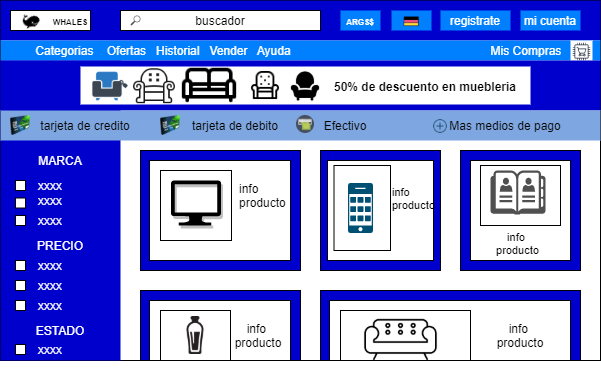 WHALES
buscador
ARG$$
registrate
mi cuenta
Categorias Ofertas Historial Vender Ayuda
Mis Compras
50% de descuento en muebleria
tarjeta de credito
tarjeta de debito
Efectivo
Mas medios de pago
MARCA
xxxx
xxxx
xxxx
PRECIO
xxxx
xxxx
xxxx
ESTADO
xxxx
info
producto
info
producto
info
producto
info
producto
info
producto